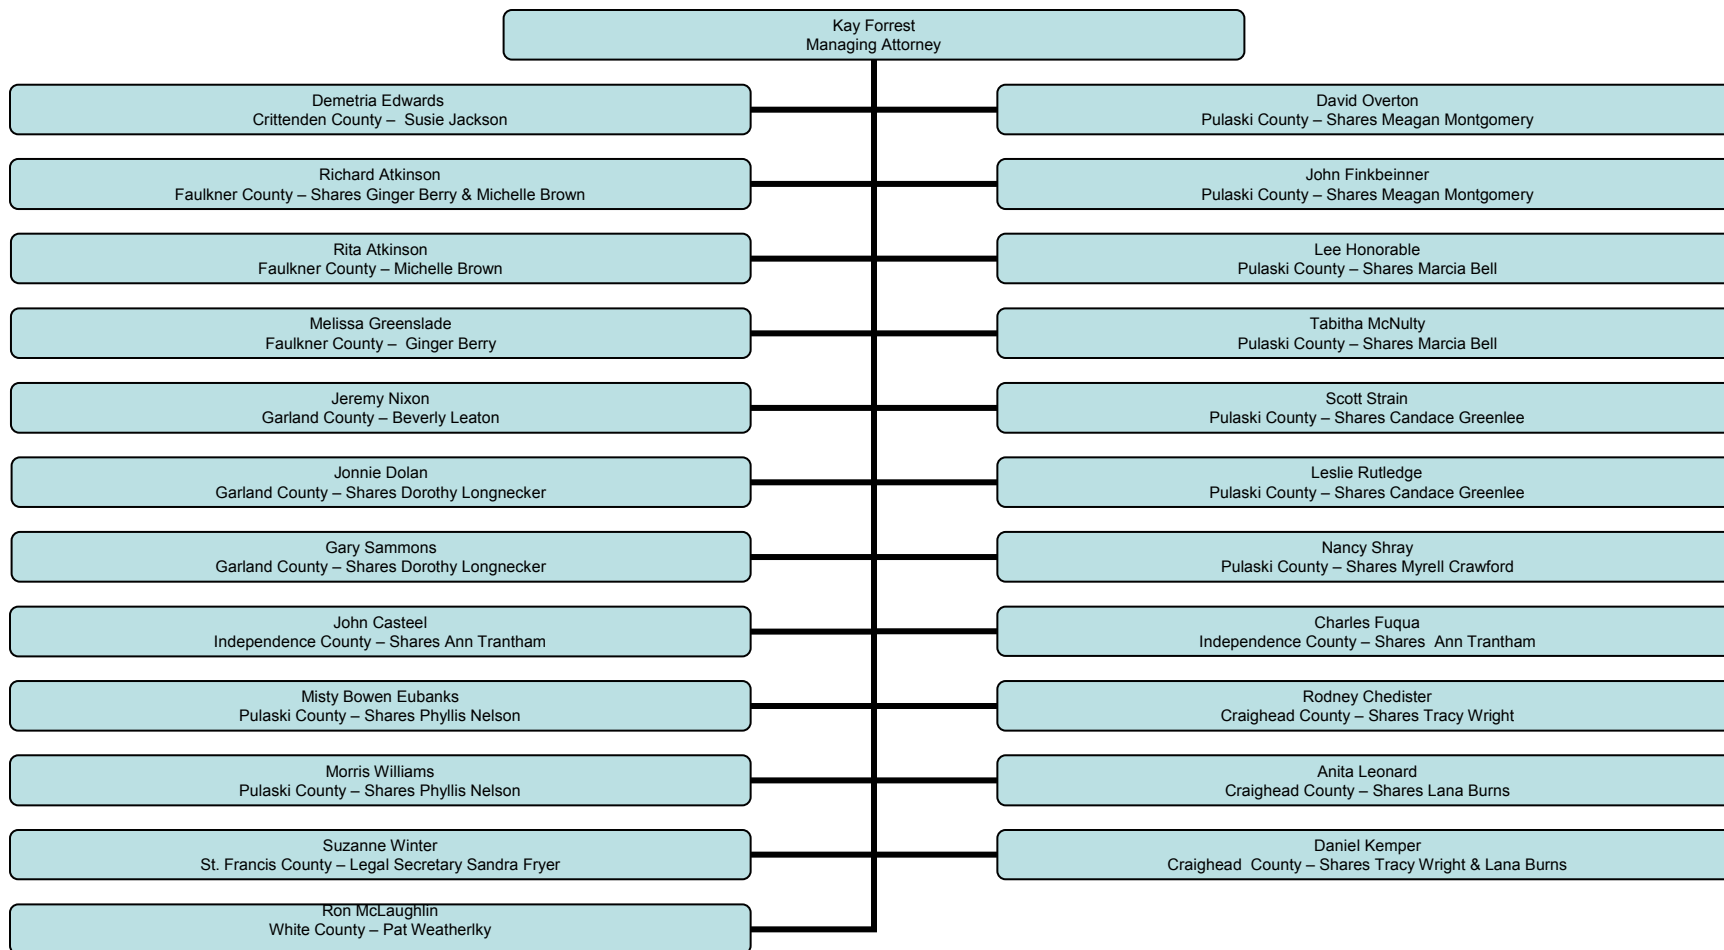 Kay Forrest
Managing Attorney
Demetria Edwards
Crittenden County –  Susie Jackson
David Overton
Pulaski County – Shares Meagan Montgomery
Richard Atkinson
Faulkner County – Shares Ginger Berry & Michelle Brown
John Finkbeinner
Pulaski County – Shares Meagan Montgomery
Rita Atkinson
Faulkner County – Michelle Brown
Lee Honorable
Pulaski County – Shares Marcia Bell
Melissa Greenslade
Faulkner County –  Ginger Berry
Tabitha McNulty
Pulaski County – Shares Marcia Bell
Jeremy Nixon
Garland County – Beverly Leaton
Scott Strain
Pulaski County – Shares Candace Greenlee
Jonnie Dolan
Garland County – Shares Dorothy Longnecker
Leslie Rutledge
Pulaski County – Shares Candace Greenlee
Gary Sammons
Garland County – Shares Dorothy Longnecker
Nancy Shray
Pulaski County – Shares Myrell Crawford
John Casteel
Independence County – Shares Ann Trantham
Charles Fuqua
Independence County – Shares  Ann Trantham
Misty Bowen Eubanks
Pulaski County – Shares Phyllis Nelson
Rodney Chedister
Craighead County – Shares Tracy Wright
Morris Williams
Pulaski County – Shares Phyllis Nelson
Anita Leonard
Craighead County – Shares Lana Burns
Suzanne Winter
St. Francis County – Legal Secretary Sandra Fryer
Daniel Kemper
Craighead  County – Shares Tracy Wright & Lana Burns
Ron McLaughlin
White County – Pat Weatherlky